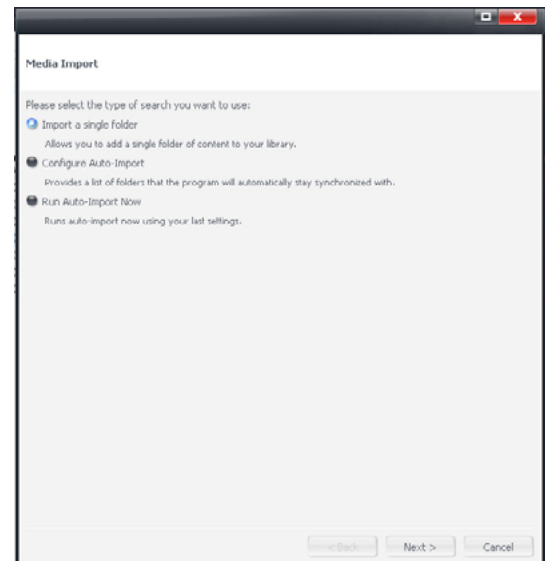 Media Import
Please select the type of search you want to use:
Import a single folder
Allows you to add a single folder of content to your library.
Configure Auto-Import
Provides a list of folders that the program will automatically stay synchronized with.
Run Auto-Import Now
Runs auto-import now using your last settings.
< Back Next > Cancel